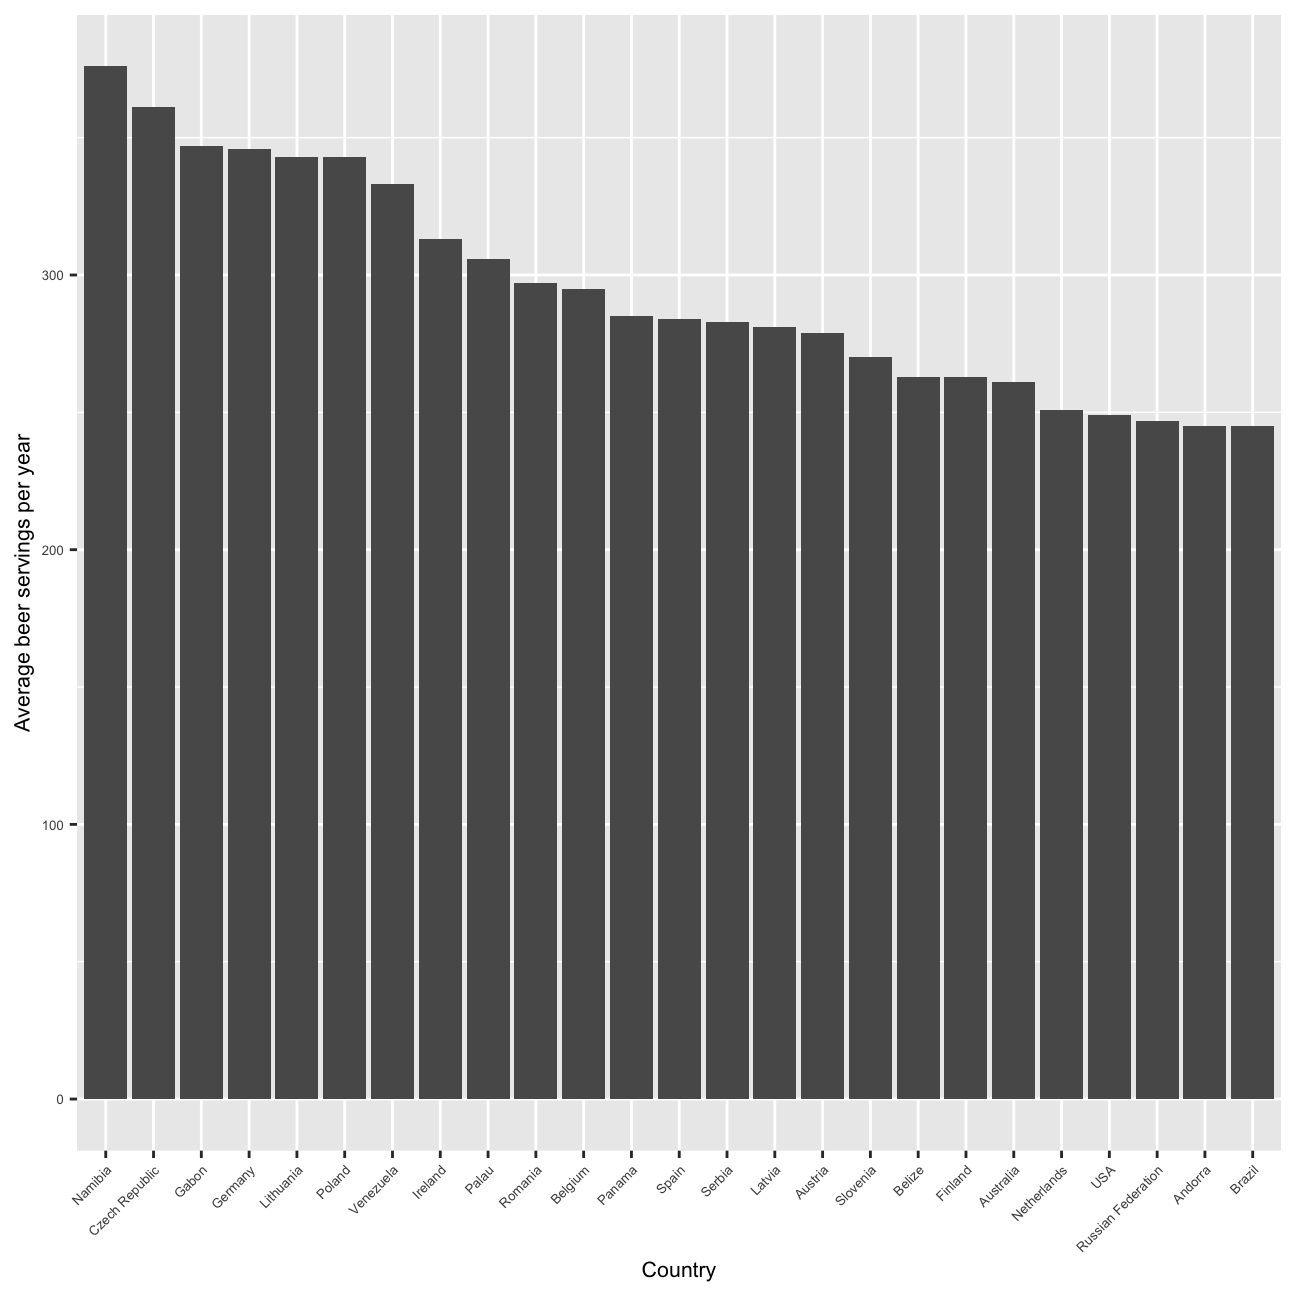 Average beer servings per year
300
200
100
0
Namibia
Czech Republic
Gabon
Germany
Lithuania
Poland
Venezuela
Ireland
Palau
Romania
Belgium
Panama
Spain
Serbia
Latvia
Austria
Slovenia
Belize
Finland
Australia
Netherlands
USA
Russian Federation
Andorra
Brazil
Country